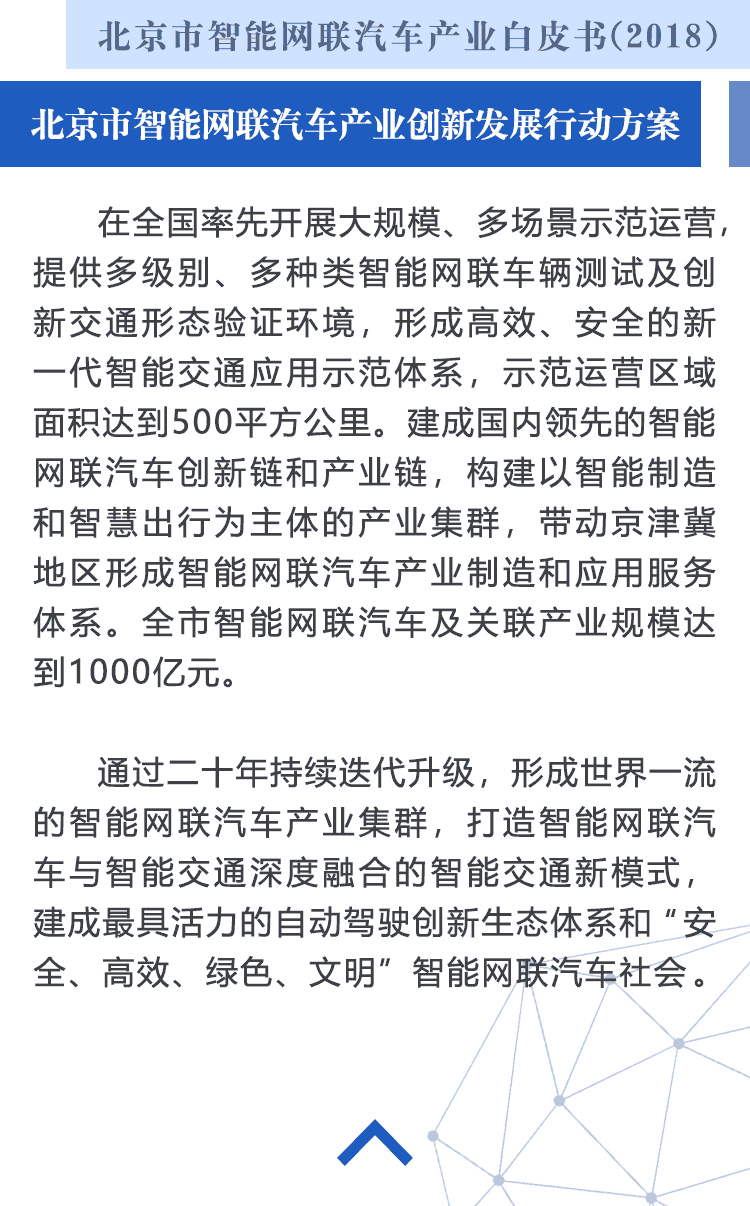 北京市智能网联汽车产业白皮书(2018)
北京市智能网联汽车产业创新发展行动方案
在全国率先开展大规模、多场景示范运营，
提供多级别、多种类智能网联车辆测试及创
新交通形态验证环境，形成高效、安全的新
一代智能交通应用示范体系，示范运营区域
面积达到500平方公里。建成国内领先的智能
网联汽车创新链和产业链，构建以智能制造
和智慧出行为主体的产业集群，带动京津冀
地区形成智能网联汽车产业制造和应用服务
体系。全市智能网联汽车及关联产业规模达
到1000亿元。
通过二十年持续迭代升级，形成世界一流
的智能网联汽车产业集群，打造智能网联汽
车与智能交通深度融合的智能交通新模式，
建成最具活力的自动驾驶创新生态体系和“安
全、高效、绿色、文明”智能网联汽车社会。